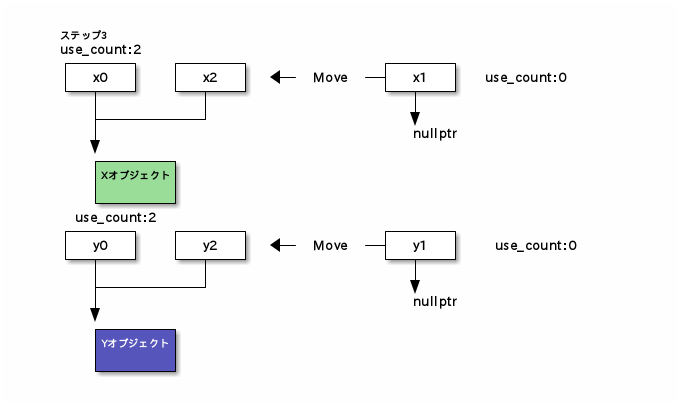 ステップ3
use_count:2
x0 x2 Move x1 use_count:0
nullptr
Xオブジェクト
use_count:2
y0 y2 Move y1 use_count:0
nullptr
Yオブジェクト